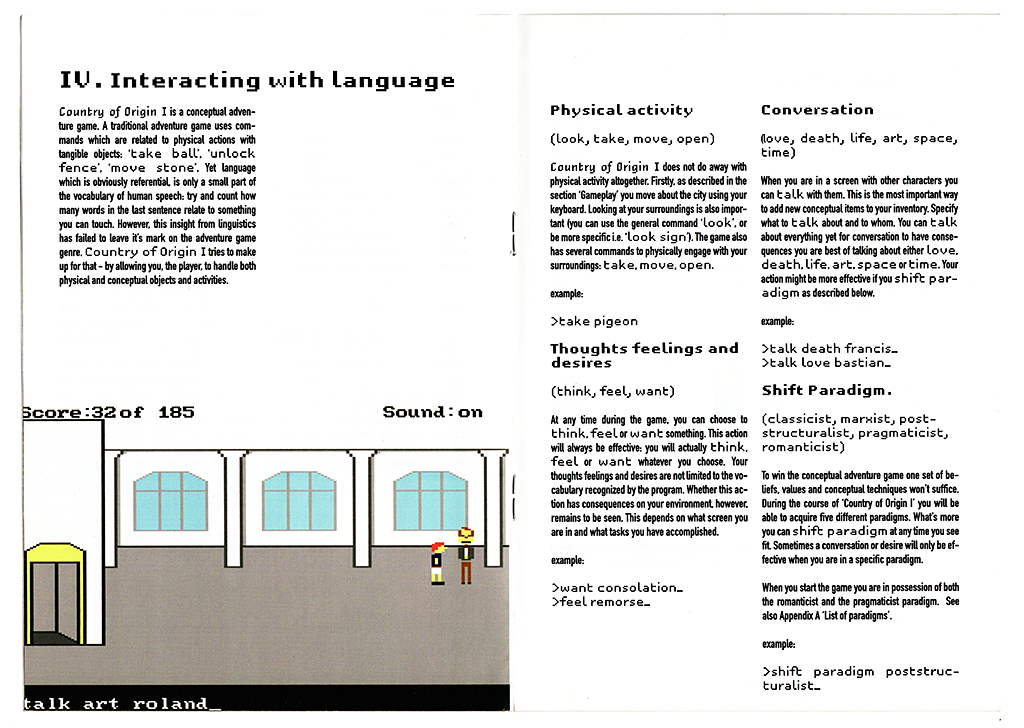 IV. Interacting with language
Country of Origin I is a conceptual adven-
ture game. A traditional adventure game uses com-
mands which are related to physical actions with
tangible objects: 'take ball', 'unlock
fence', 'move stone'. Yet language
which is obviously referential, is only a small part of
the vocabulary of human speech: try and count how
many words in the last sentence relate to something
you can touch. However, this insight from linguistics
has failed to leave it's mark on the adventure game
genre. Country of Origin I tries to make
up for that – by allowing you, the player, to handle both
physical and conceptual objects and activities.
Score:32 of 185 Sound:on
talk art roland_
Physical activity
(look, take, move, open)
Country of Origin I does not do away with
physical activity altogether. Firstly, as described in the
section 'Gameplay' you move about the city using your
keyboard. Looking at your surroundings is also impor-
tant (you can use the general command 'look', or
be more specific i.e. 'look sign'). The game also
has several commands to physically engage with your
surroundings: take, move, open.
example:
>take pigeon
Thoughts feelings and
desires
(think, feel, want)
At any time during the game, you can choose to
think, feel or want something. This action
will always be effective: you will actually think,
feel or want whatever you choose. Your
thoughts feelings and desires are not limited to the vo-
cabulary recognized by the program. Whether this ac-
tion has consequences on your environment, however,
remains to be seen. This depends on what screen you
are in and what tasks you have accomplished.
example:
>want consolation_
>feel remorse_
Conversation
(love, death, life, art, space,
time)
When you are in a screen with other characters you
can talk with them. This is the most important way
to add new conceptual items to your inventory. Specify
what to talk about and to whom. You can talk
about everything yet for conversation to have conse-
quences you are best of talking about either love,
death, life, art, space or time. Your
action might be more effective if you shift par-
adigm as described below.
example:
>talk death francis_
>talk love bastian_
Shift Paradigm.
(classicist, marxist, post-
structuralist, pragmaticist,
romanticist)
To win the conceptual adventure game one set of be-
liefs, values and conceptual techniques won't suffice.
During the course of 'Country of Origin I' you will be
able to acquire five different paradigms. What's more
you can shift paradigm at any time you see
fit. Sometimes a conversation or desire will only be ef-
fective when you are in a specific paradigm.
When you start the game you are in possession of both
the romanticist and the pragmaticist paradigm. See
also Appendix A 'List of paradigms'.
example:
>shift paradigm poststruc-
turalist_